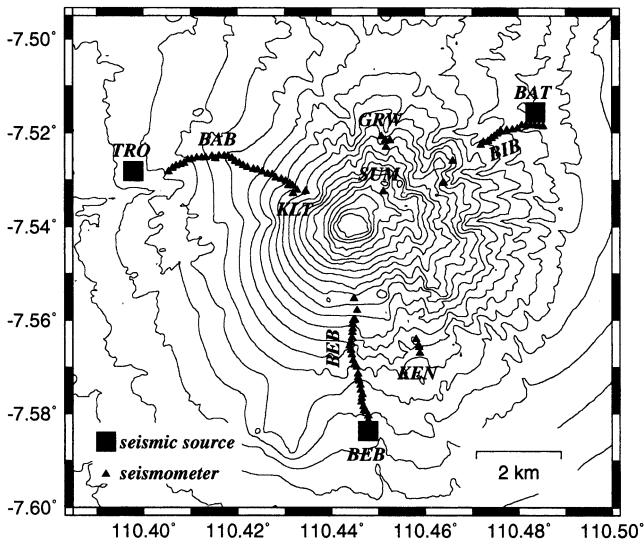 -7.50°
BAT
GRW
-7.52°
BAB
BIB
TRO
SUM
KLT
-7.54°
-7.56°
BEB
KEN
-7.58°
seismic source
BEB
seismometer
2 km
-7.60°
110.40° 110.42° 110.44° 110.46° 110.48° 110.50°